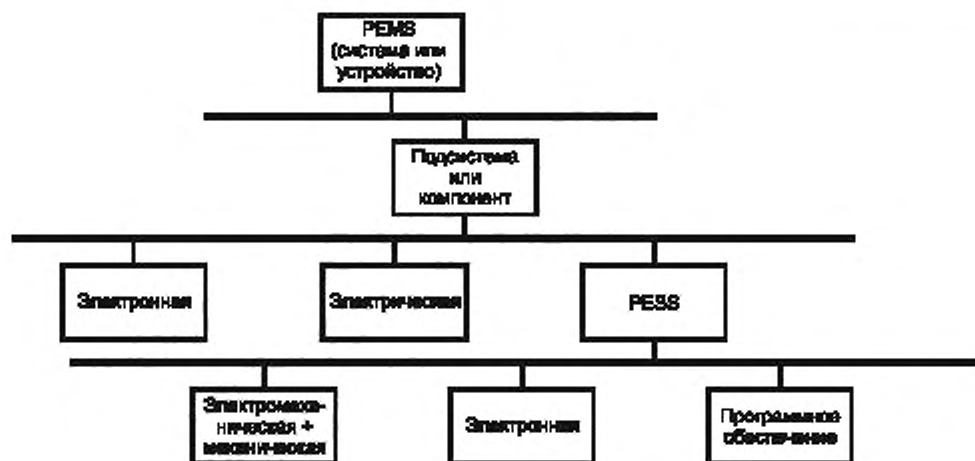 PEMS
(система или
устройство)
Подсистема
или
компонент
Электронная
Электрическая
PESS
Электромеха-
ническая +
механическая
Электронная
Программное
обеспечение